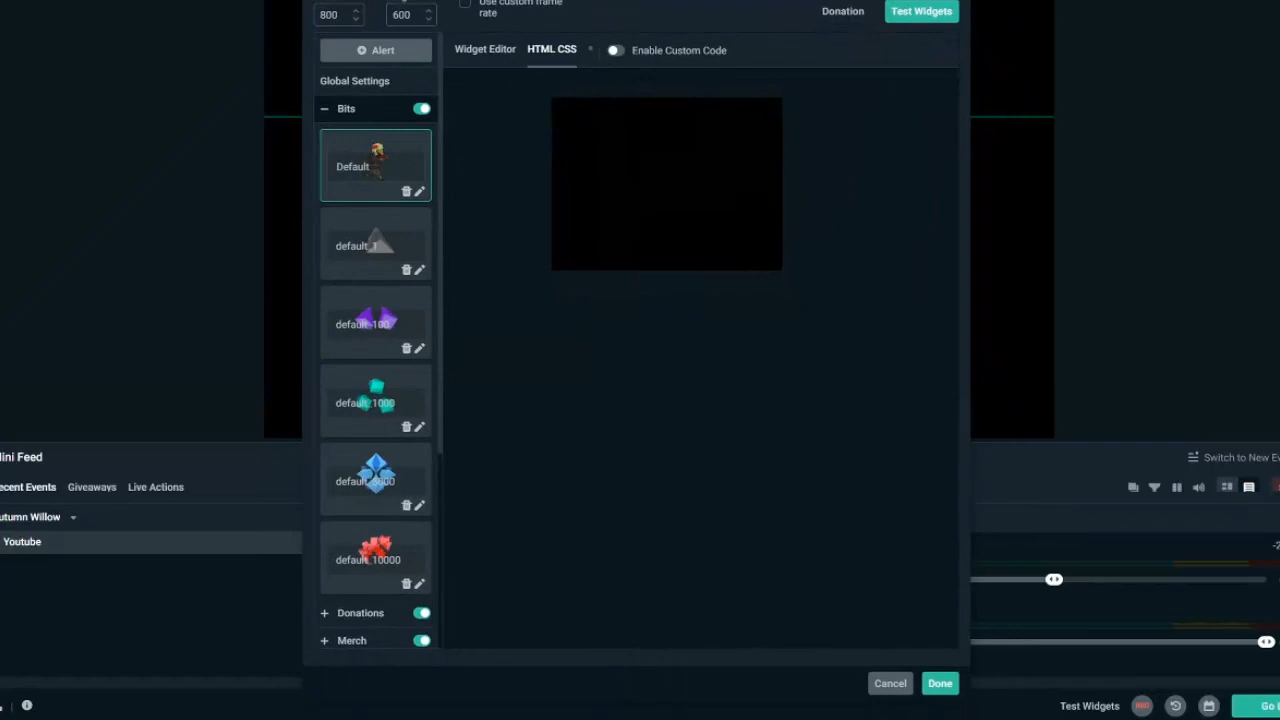 Use custom frame
rate
800
600
Donation
Test Widgets
Alert
Widget Editor
HTML CSS
Enable Custom Code
Global Settings
Bits
Default
default_1
default_100
default_1000
default_5000
default_10000
Donations
Merch
Cancel
Done
ini Feed
ecent Events
Giveaways
Live Actions
utumn Willow
Youtube
Switch to New Ev
Test Widgets
REC
Go L